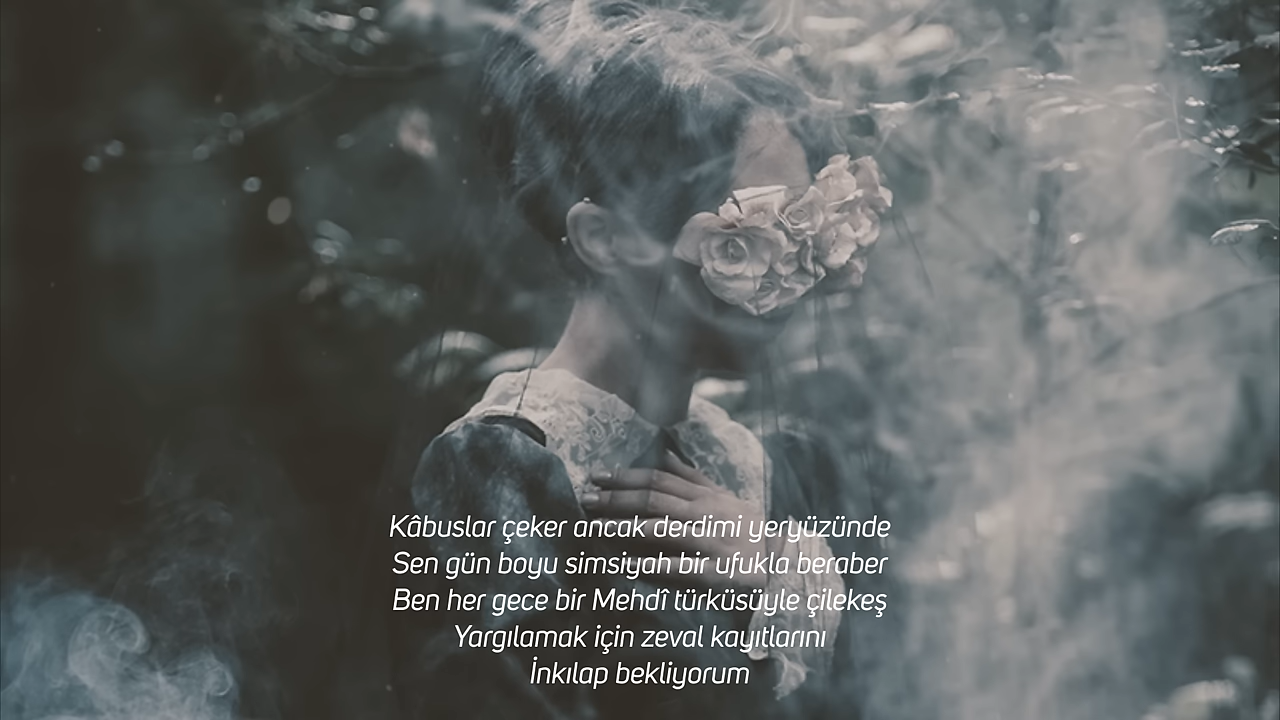 Kâbuslar çeker ancak derdimi yeryüzünde
Sen gün boyu simsiyah bir ufukla beraber
Ben her gece bir Mehdî türküsüyle çilekeş
Yargılamak için zeval kayıtlarını
İnkılap bekliyorum